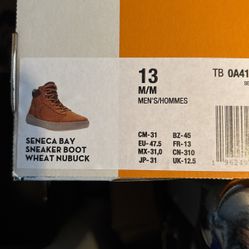 13
M/M
MEN'S/HOMMES
TB 0A41
SENECA BAY
SNEAKER BOOT
WHEAT NUBUCK
CM-31 BZ-45
EU-47.5 FR-13
MX-31,0 CN-310
JP-31 UK-12.5